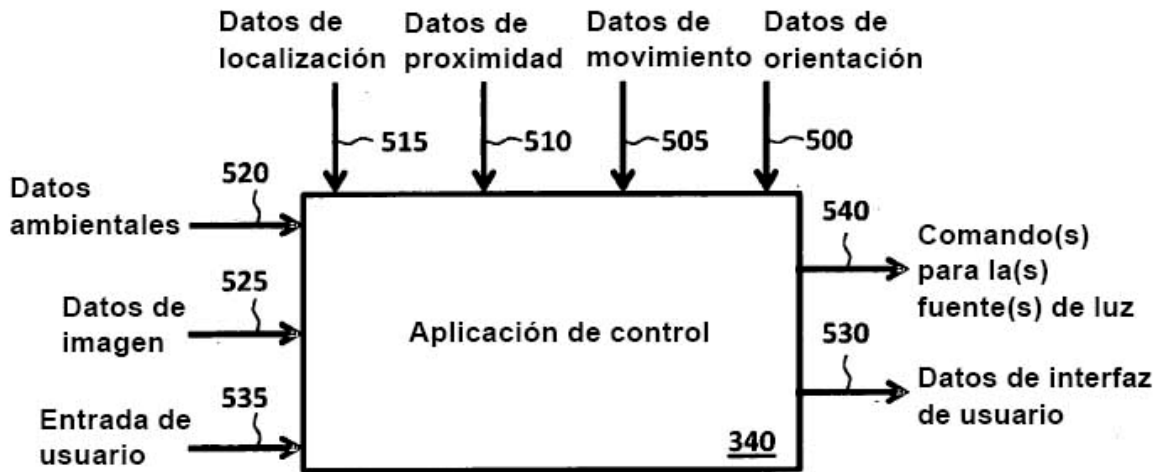 Datos de
localización
Datos de
proximidad
Datos de
movimiento
Datos de
orientación
515
510
505
500
Datos
ambientales
520
540
Comando(s)
para la(s)
fuente(s) de luz
Datos de
imagen
525
Aplicación de control
530
Datos de interfaz
de usuario
Entrada de
usuario
535
340